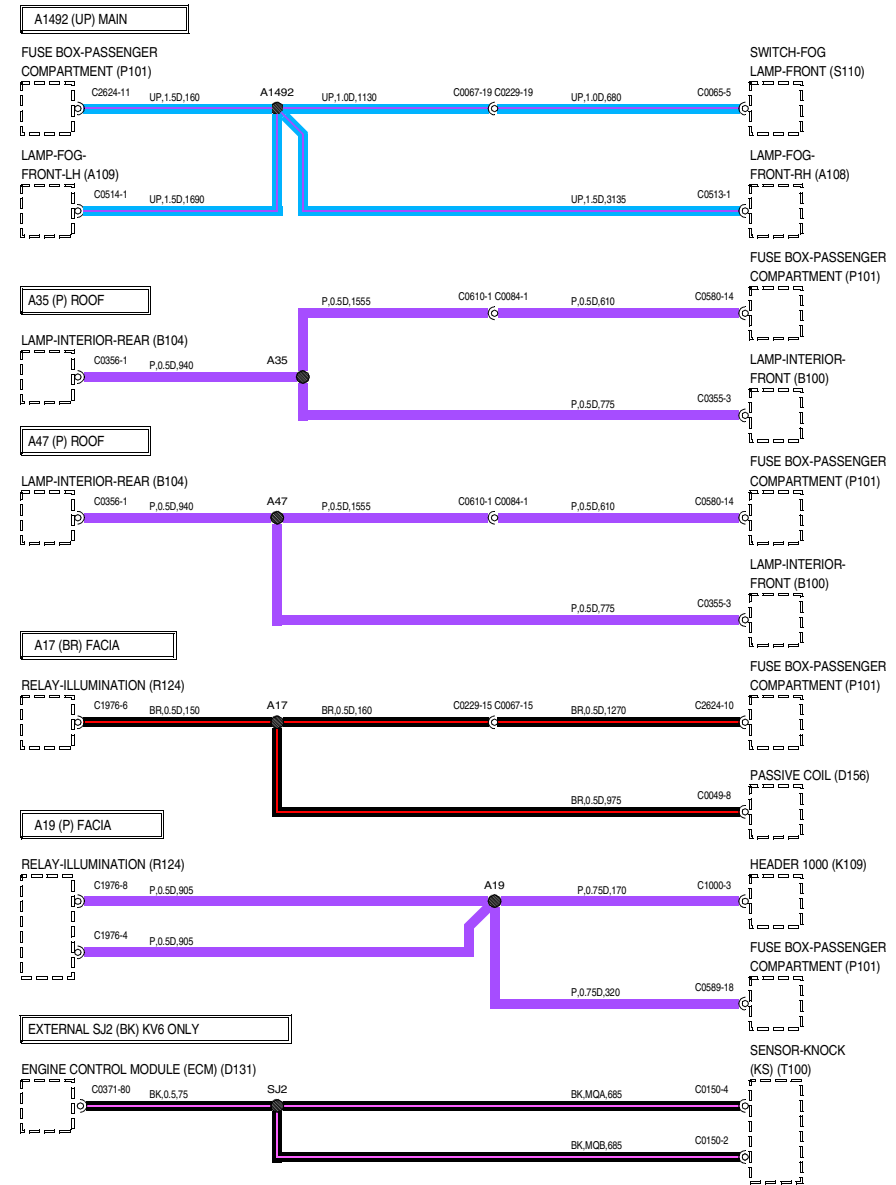 A1492 (UP) MAIN
FUSE BOX-PASSENGER
COMPARTMENT (P101)
SWITCH-FOG
LAMP-FRONT (S110)
C2624-11
UP,1.5D,160
A1492
UP,1.0D,1130
C0067-19 C0229-19
UP,1.0D,680
C0065-5
LAMP-FOG-
FRONT-LH (A109)
LAMP-FOG-
FRONT-RH (A108)
C0514-1
UP,1.5D,1690
UP,1.5D,3135
C0513-1
A35 (P) ROOF
FUSE BOX-PASSENGER
COMPARTMENT (P101)
P,0.5D,1555
C0610-1 C0084-1
P,0.5D,610
C0580-14
LAMP-INTERIOR-REAR (B104)
C0356-1
P,0.5D,940
A35
LAMP-INTERIOR-
FRONT (B100)
P,0.5D,775
C0355-3
A47 (P) ROOF
LAMP-INTERIOR-REAR (B104)
FUSE BOX-PASSENGER
COMPARTMENT (P101)
C0356-1
P,0.5D,940
A47
P,0.5D,1555
C0610-1 C0084-1
P,0.5D,610
C0580-14
LAMP-INTERIOR-
FRONT (B100)
P,0.5D,775
C0355-3
A17 (BR) FACIA
RELAY-ILLUMINATION (R124)
FUSE BOX-PASSENGER
COMPARTMENT (P101)
C1976-6
BR,0.5D,150
A17
BR,0.5D,160
C0229-15 C0067-15
BR,0.5D,1270
C2624-10
PASSIVE COIL (D156)
BR,0.5D,975
C0049-8
A19 (P) FACIA
RELAY-ILLUMINATION (R124)
HEADER 1000 (K109)
C1976-8
P,0.5D,905
A19
P,0.75D,170
C1000-3
C1976-4
P,0.5D,905
FUSE BOX-PASSENGER
COMPARTMENT (P101)
P,0.75D,320
C0589-18
EXTERNAL SJ2 (BK) KV6 ONLY
ENGINE CONTROL MODULE (ECM) (D131)
SENSOR-KNOCK
(KS) (T100)
C0371-80
BK,0.5,75
SJ2
BK,MQA,685
C0150-4
BK,MQB,685
C0150-2